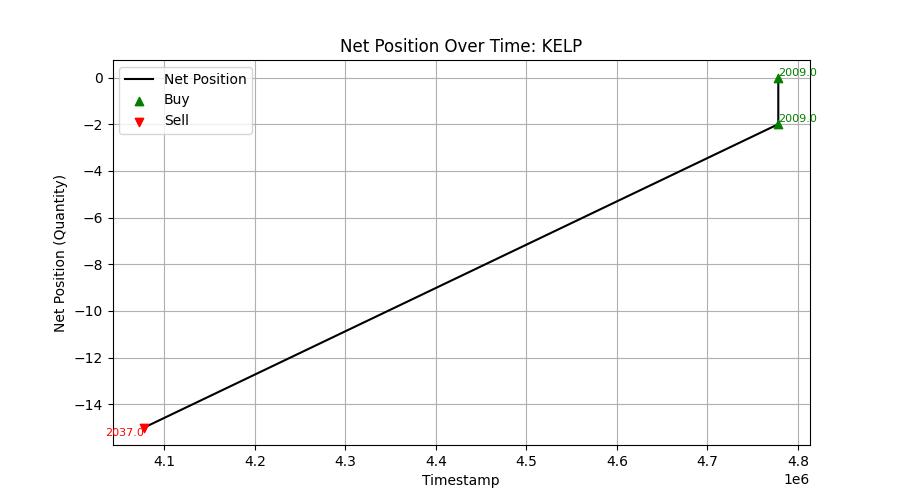 Net Position Over Time: KELP
Net Position
Buy
Sell
2009.0
2009.0
2037.0
Net Position (Quantity)
0
−2
−4
−6
−8
−10
−12
−14
4.1 4.2 4.3 4.4 4.5 4.6 4.7 4.8
1e6
Timestamp